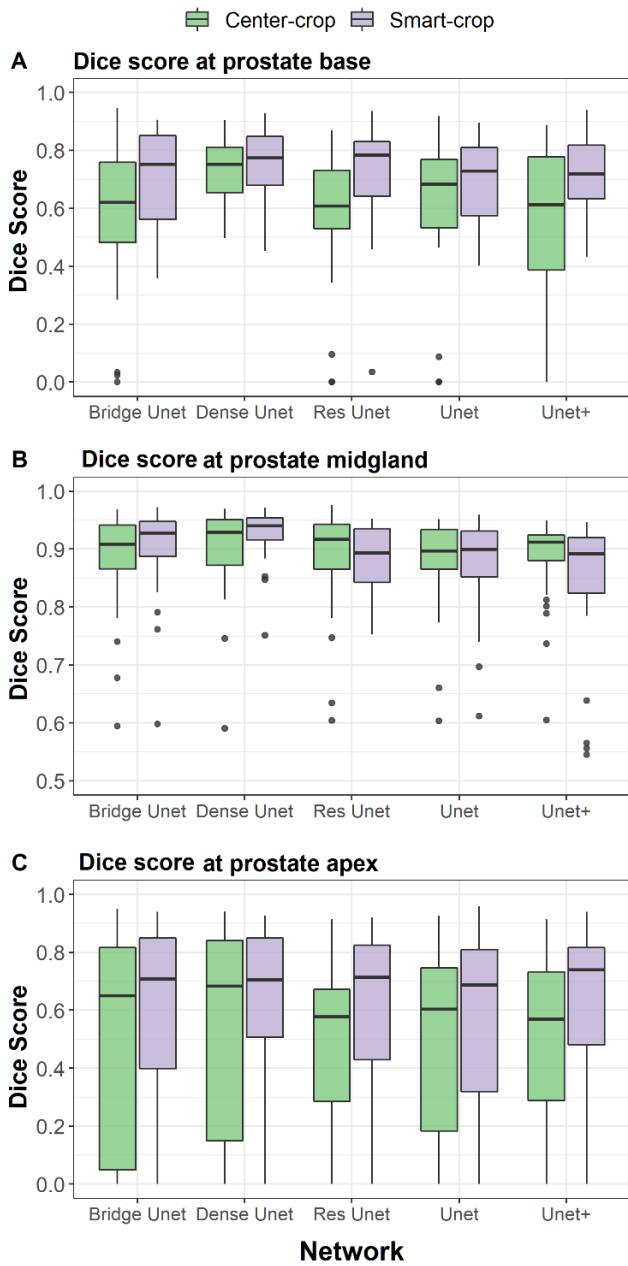 Center-crop Smart-crop
A Dice score at prostate base
1.0
0.8
0.6
0.4
0.2
0.0
Dice Score
Bridge Unet Dense Unet Res Unet Unet Unet+
B Dice score at prostate midgland
1.0
0.9
0.8
0.7
0.6
0.5
Dice Score
Bridge Unet Dense Unet Res Unet Unet Unet+
C Dice score at prostate apex
1.0
0.8
0.6
0.4
0.2
0.0
Dice Score
Bridge Unet Dense Unet Res Unet Unet Unet+
Network